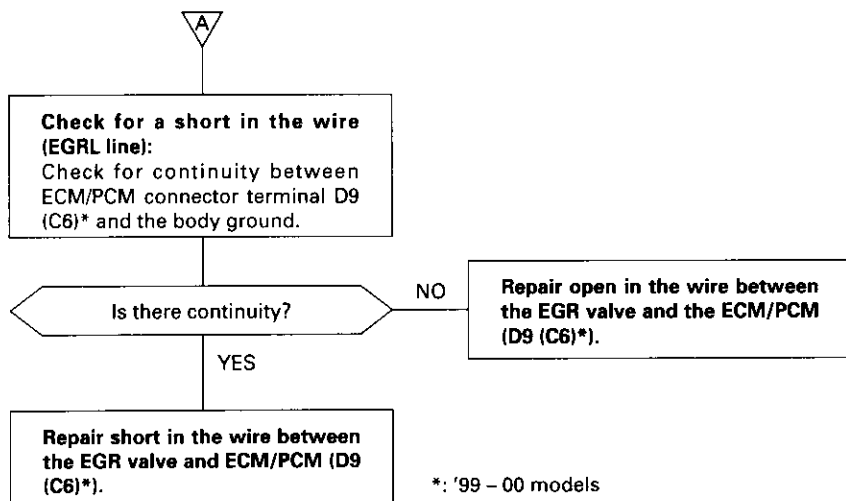 A
Check for a short in the wire
(EGRL line):
Check for continuity between
ECM/PCM connector terminal D9
(C6)* and the body ground.
Is there continuity?
NO
Repair open in the wire between
the EGR valve and the ECM/PCM
(D9 (C6)*).
YES
Repair short in the wire between
the EGR valve and ECM/PCM (D9
(C6)*).
*: '99 – 00 models